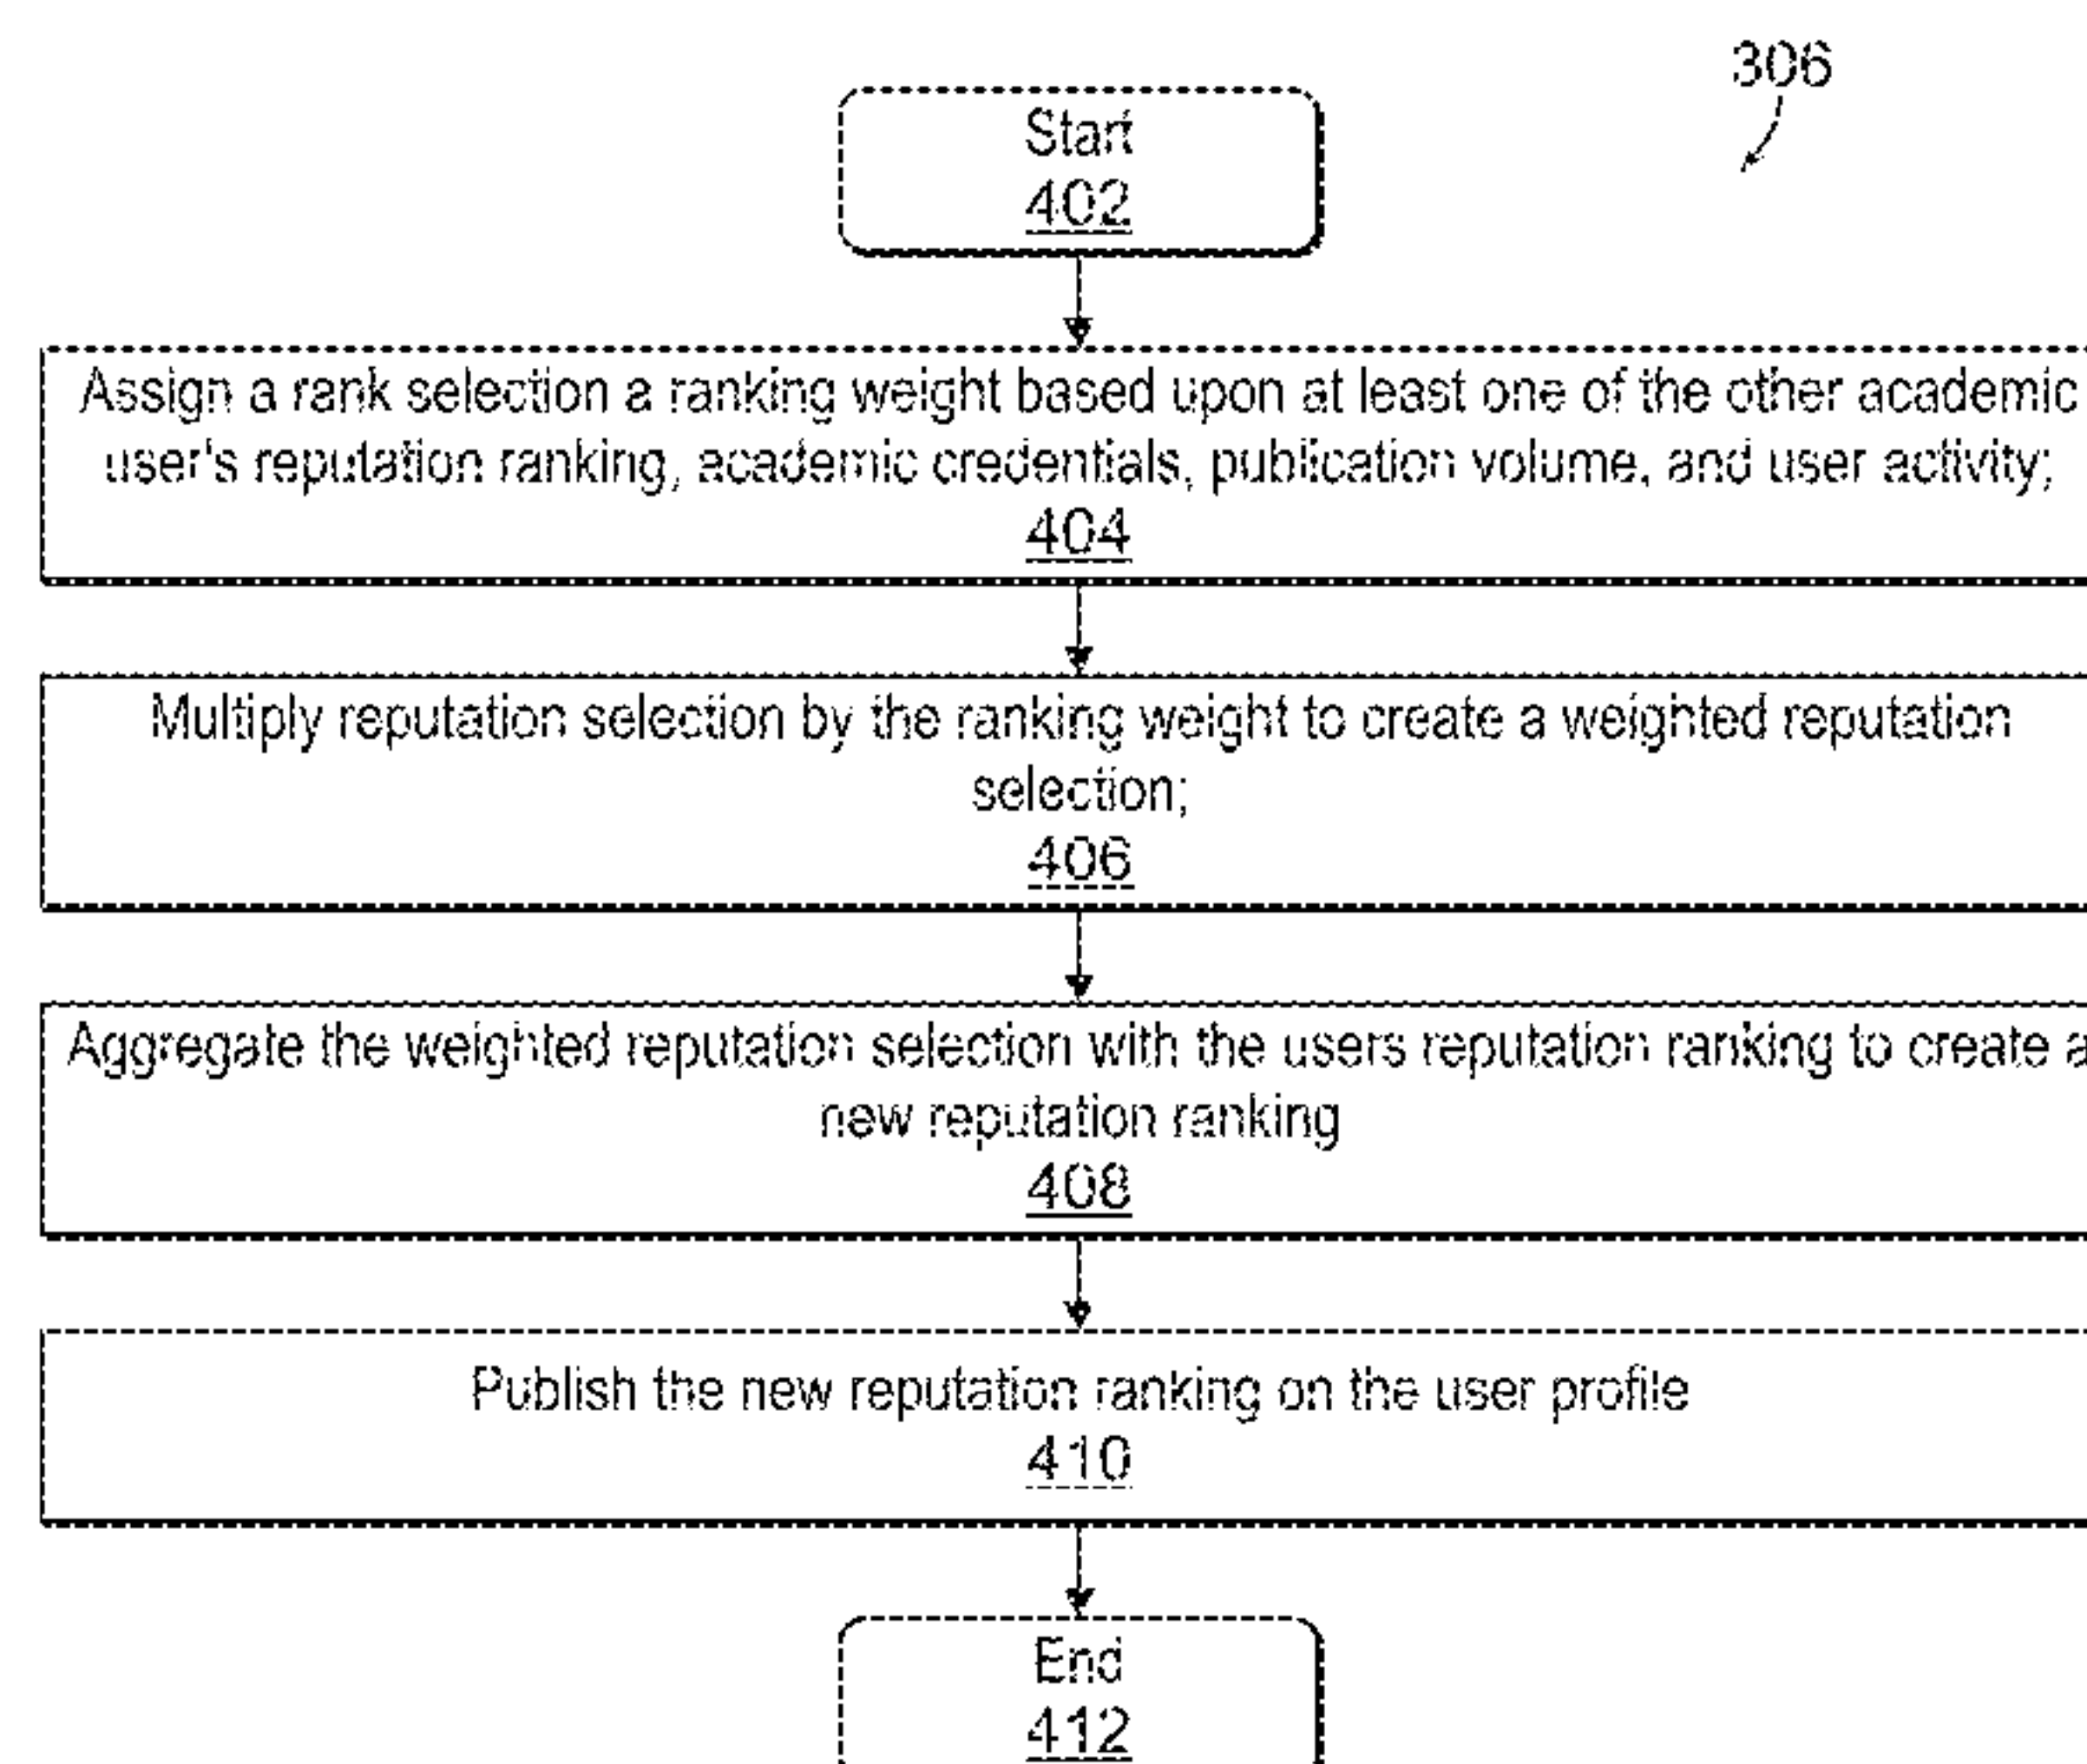 306
Start
402
Assign a rank selection a ranking weight based upon at least one of the other academic
user's reputation ranking, academic credentials, publication volume, and user activity;
404
Multiply reputation selection by the ranking weight to create a weighted reputation
selection;
406
Aggregate the weighted reputation selection with the users reputation ranking to create a
new reputation ranking
408
Publish the new reputation ranking on the user profile
410
End
412